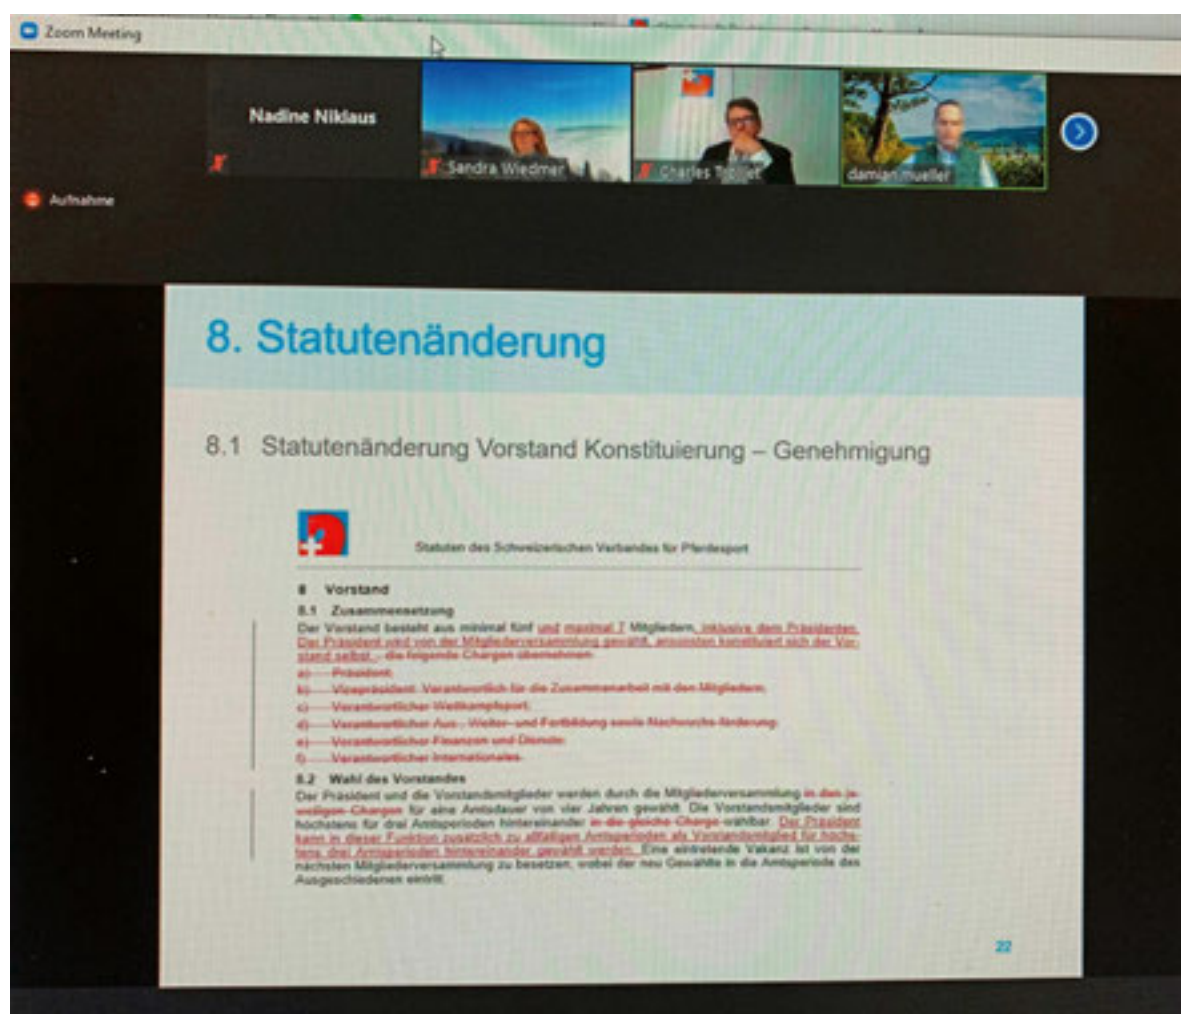 Zoom Meeting
Nadine Niklaus
Sandra Wiedmer
Charles Trolliet
damian mueller
Aufnahme
8. Statutenänderung
8.1 Statutenänderung Vorstand Konstituierung – Genehmigung
Statuten des Schweizerischen Verbandes für Pferdesport
8 Vorstand
8.1 Zusammensetzung
Der Vorstand besteht aus minimal fünf und maximal 7 Mitgliedern, inklusive dem Präsidenten.
Der Präsident wird von der Mitgliederversammlung gewählt, ansonsten konstituiert sich der Vor-
stand selbst. , die folgende Chargen übernehmen:
a) Präsident;
b) Vizepräsident: Verantwortlich für die Zusammenarbeit mit den Mitgliedern;
c) Verantwortlicher Wettkampfsport;
d) Verantwortlicher Aus-, Weiter- und Fortbildung sowie Nachwuchs-förderung;
e) Verantwortlicher Finanzen und Dienste;
f) Verantwortlicher Internationales.
8.2 Wahl des Vorstandes
Der Präsident und die Vorstandsmitglieder werden durch die Mitgliederversammlung in den je-
weiligen Chargen für eine Amtsdauer von vier Jahren gewählt. Die Vorstandsmitglieder sind
höchstens für drei Amtsperioden hintereinander in die gleiche Charge wählbar. Der Präsident
kann in dieser Funktion zusätzlich zu allfälligen Amtsperioden als Vorstandsmitglied für höchs-
tens drei Amtsperioden hintereinander gewählt werden. Eine eintretende Vakanz ist von der
nächsten Mitgliederversammlung zu besetzen, wobei der neu Gewählte in die Amtsperiode des
Ausgeschiedenen eintritt.
22